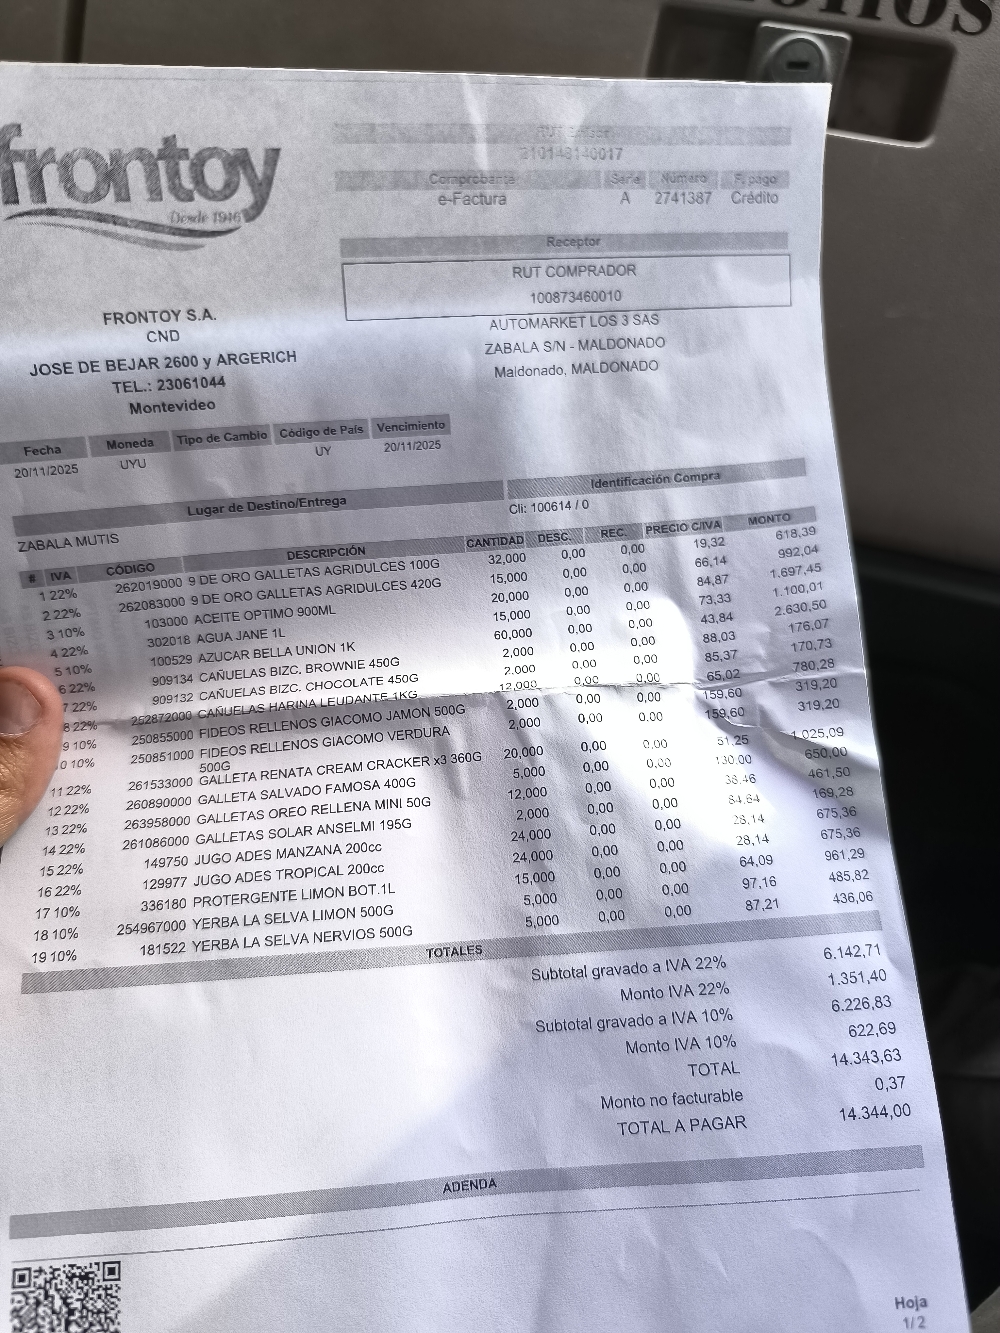 frontoy
Desde 1946
RUT Emisor
210148140017
Comprobante Serie Número F. pago
e-Factura A 2741387 Crédito
Receptor
RUT COMPRADOR
100873460010
AUTOMARKET LOS 3 SAS
ZABALA S/N - MALDONADO
Maldonado, MALDONADO
FRONTOY S.A.
CND
JOSE DE BEJAR 2600 y ARGERICH
TEL.: 23061044
Montevideo
Fecha Moneda Tipo de Cambio Código de País Vencimiento
20/11/2025 UYU UY 20/11/2025
Lugar de Destino/Entrega Identificación Compra
ZABALA MUTIS Cli: 100614 / 0
# IVA CÓDIGO DESCRIPCIÓN CANTIDAD DESC. REC. PRECIO C/IVA MONTO
1 22% 262019000 9 DE ORO GALLETAS AGRIDULCES 100G 32,000 0,00 0,00 19,32 618,39
2 22% 262083000 9 DE ORO GALLETAS AGRIDULCES 420G 15,000 0,00 0,00 66,14 992,04
3 10% 103000 ACEITE OPTIMO 900ML 20,000 0,00 0,00 84,87 1.697,45
4 22% 302018 AGUA JANE 1L 15,000 0,00 0,00 73,33 1.100,01
5 10% 100529 AZUCAR BELLA UNION 1K 60,000 0,00 0,00 43,84 2.630,50
6 22% 909134 CAÑUELAS BIZC. BROWNIE 450G 2,000 0,00 0,00 88,03 176,07
7 22% 909132 CAÑUELAS BIZC. CHOCOLATE 450G 2,000 0,00 0,00 85,37 170,73
8 22% 252872000 CAÑUELAS HARINA LEUDANTE 1KG 12,000 0,00 0,00 65,02 780,28
9 10% 250855000 FIDEOS RELLENOS GIACOMO JAMON 500G 2,000 0,00 0,00 159,60 319,20
0 10% 250851000 FIDEOS RELLENOS GIACOMO VERDURA 2,000 0,00 0,00 159,60 319,20
500G
11 22% 261533000 GALLETA RENATA CREAM CRACKER x3 360G 20,000 0,00 0,00 51,25 1.025,09
12 22% 260890000 GALLETA SALVADO FAMOSA 400G 5,000 0,00 0,00 130,00 650,00
13 22% 263958000 GALLETAS OREO RELLENA MINI 50G 12,000 0,00 0,00 38,46 461,50
14 22% 261086000 GALLETAS SOLAR ANSELMI 195G 2,000 0,00 0,00 84,64 169,28
15 22% 149750 JUGO ADES MANZANA 200cc 24,000 0,00 0,00 28,14 675,36
16 22% 129977 JUGO ADES TROPICAL 200cc 24,000 0,00 0,00 28,14 675,36
17 10% 336180 PROTERGENTE LIMON BOT.1L 15,000 0,00 0,00 64,09 961,29
18 10% 254967000 YERBA LA SELVA LIMON 500G 5,000 0,00 0,00 97,16 485,82
19 10% 181522 YERBA LA SELVA NERVIOS 500G 5,000 0,00 0,00 87,21 436,06
TOTALES
Subtotal gravado a IVA 22% 6.142,71
Monto IVA 22% 1.351,40
Subtotal gravado a IVA 10% 6.226,83
Monto IVA 10% 622,69
TOTAL 14.343,63
Monto no facturable 0,37
TOTAL A PAGAR 14.344,00
ADENDA
Hoja
1/2